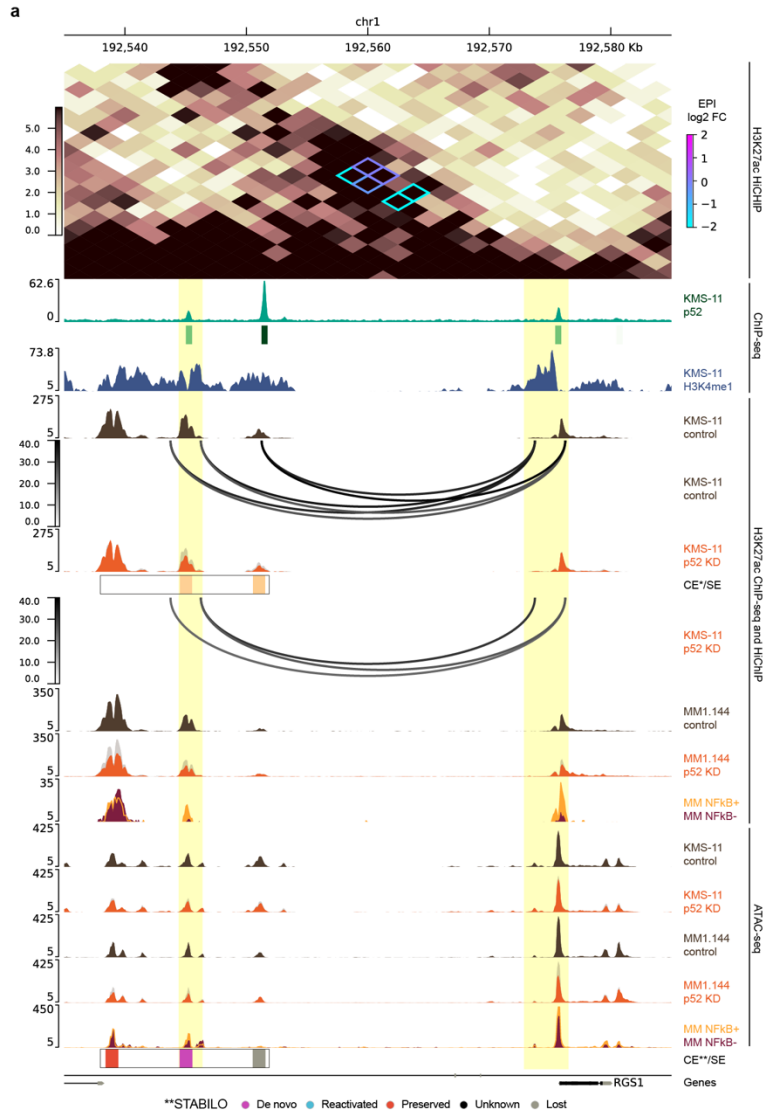 a
chr1
192,540 192,550 192,560 192,570 192,580 Kb
5.0
4.0
3.0
2.0
1.0
0.0
EPI
log2 FC
2
1
0
−1
−2
H3K27ac HiCHIP
62.6
0
KMS-11
p52
73.8
5
KMS-11
H3K4me1
ChIP-seq
275
5
KMS-11
control
40.0
30.0
20.0
10.0
0.0
KMS-11
control
275
5
KMS-11
p52 KD
CE*/SE
40.0
30.0
20.0
10.0
0.0
KMS-11
p52 KD
350
5
MM1.144
control
350
5
MM1.144
p52 KD
35
5
MM NFkB+
MM NFkB-
H3K27ac ChIP-seq and HiChIP
425
5
KMS-11
control
425
5
KMS-11
p52 KD
425
5
MM1.144
control
425
5
MM1.144
p52 KD
450
5
MM NFkB+
MM NFkB-
ATAC-seq
CE**/SE
RGS1
Genes
**STABILO De novo Reactivated Preserved Unknown Lost